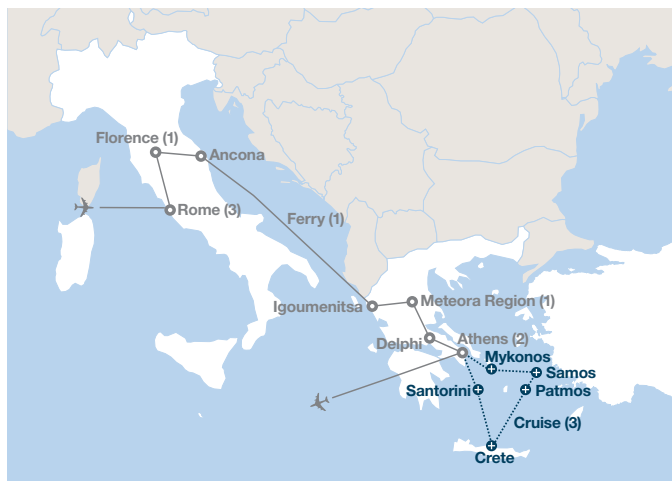 Florence (1)
Ancona
Rome (3)
Ferry (1)
Igoumenitsa
Meteora Region (1)
Delphi
Athens (2)
Mykonos
Samos
Santorini
Patmos
Cruise (3)
Crete